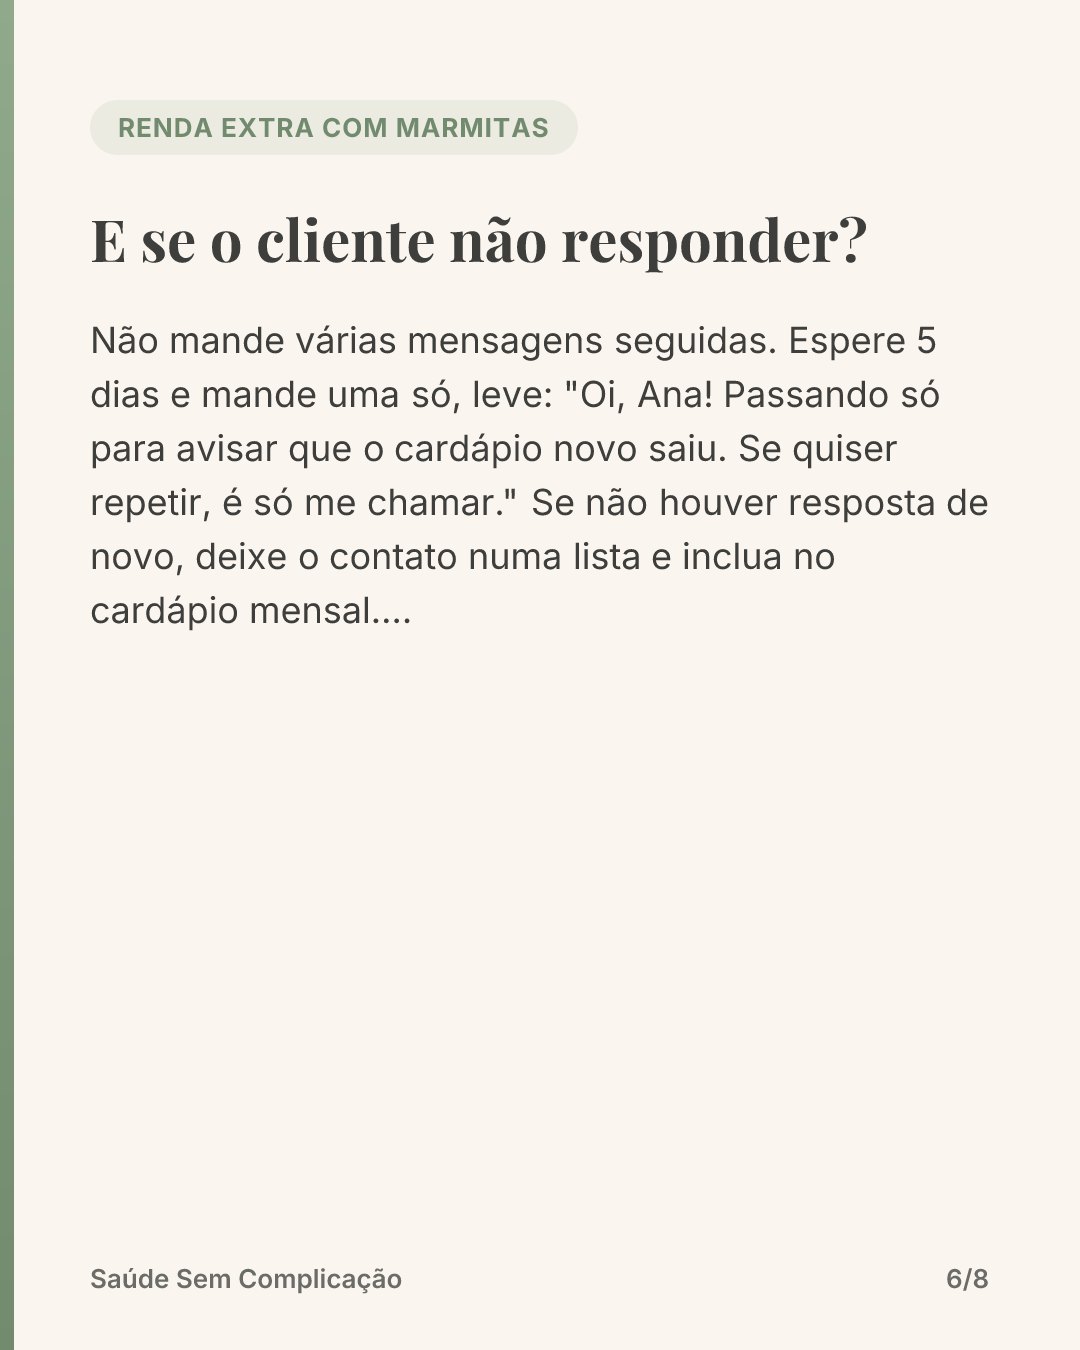 RENDA EXTRA COM MARMITAS
E se o cliente não responder?
Não mande várias mensagens seguidas. Espere 5
dias e mande uma só, leve: "Oi, Ana! Passando só
para avisar que o cardápio novo saiu. Se quiser
repetir, é só me chamar." Se não houver resposta de
novo, deixe o contato numa lista e inclua no
cardápio mensal....
Saúde Sem Complicação
6/8